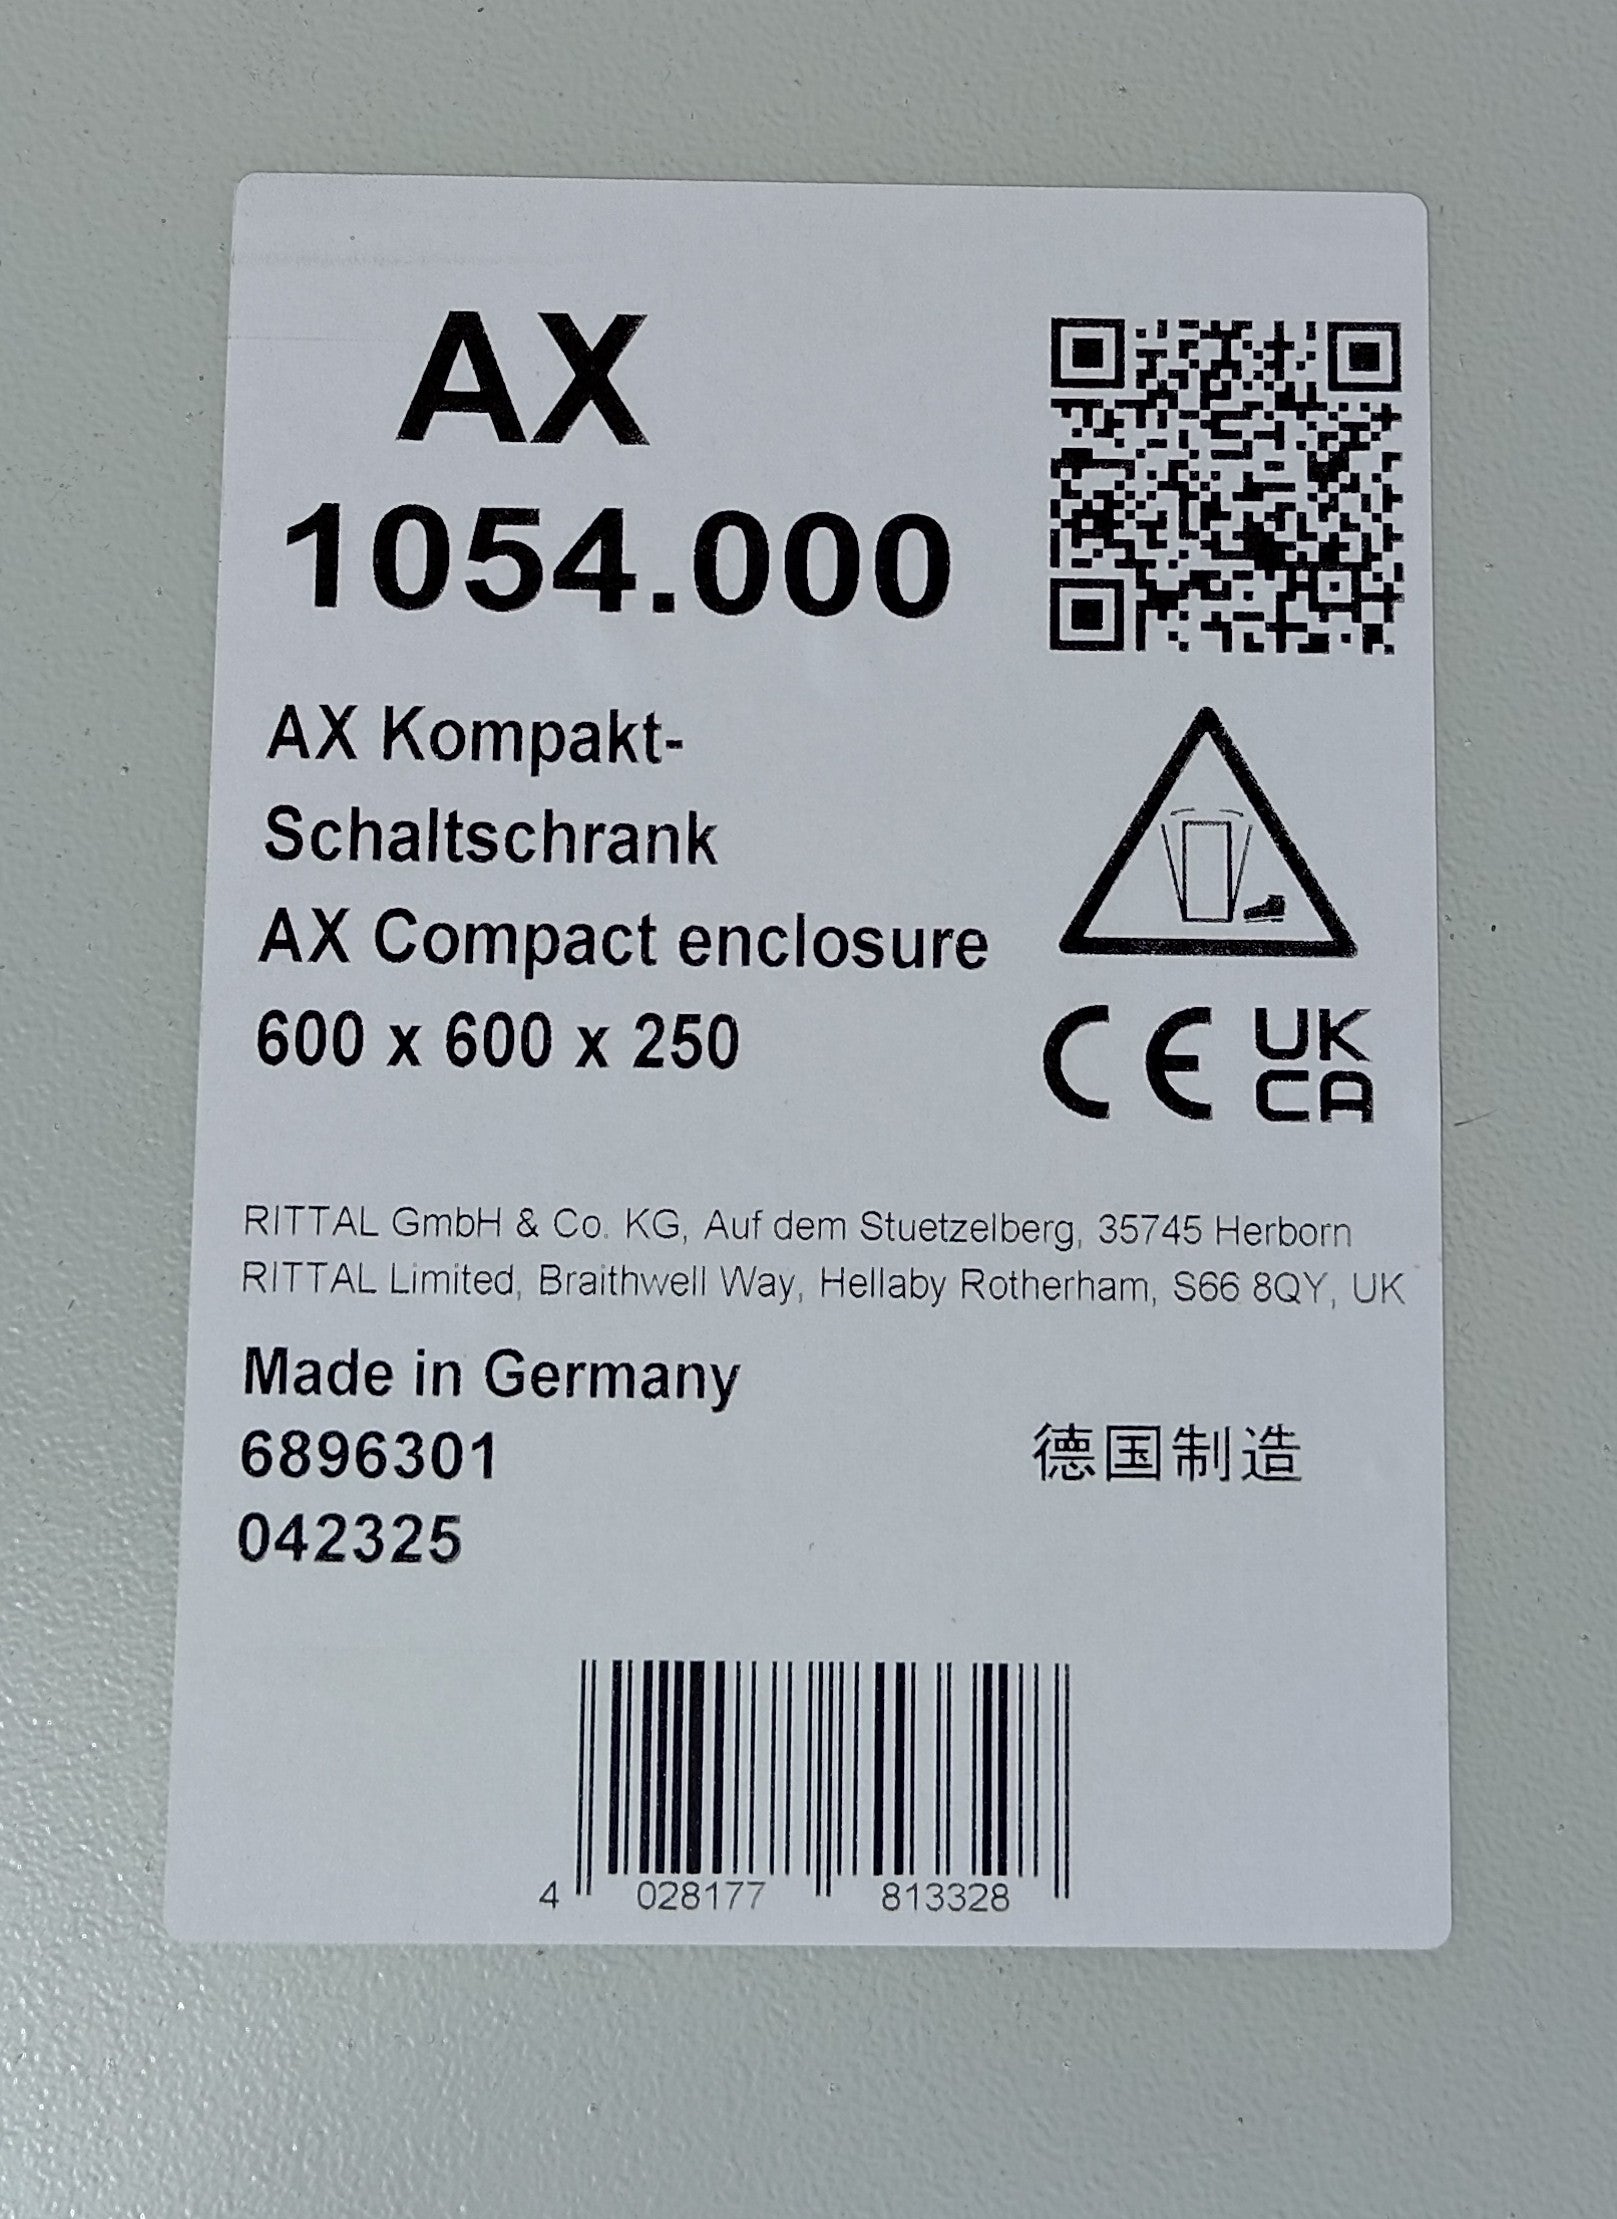 AX
1054.000
AX Kompakt-
Schaltschrank
AX Compact enclosure
600 x 600 x 250
CE UK
CA
RITTAL GmbH & Co. KG, Auf dem Stuetzelberg, 35745 Herborn
RITTAL Limited, Braithwell Way, Hellaby Rotherham, S66 8QY, UK
Made in Germany
6896301 德国制造
042325
4 028177 813328